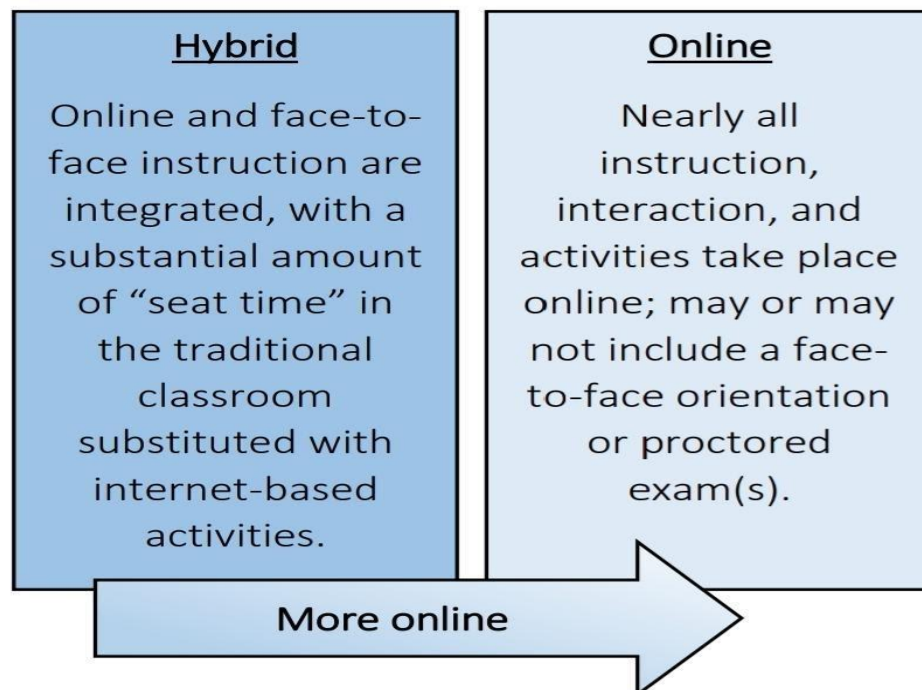 Hybrid
Online and face-to-
face instruction are
integrated, with a
substantial amount
of “seat time” in
the traditional
classroom
substituted with
internet-based
activities.
Online
Nearly all
instruction,
interaction, and
activities take place
online; may or may
not include a face-
to-face orientation
or proctored
exam(s).
More online